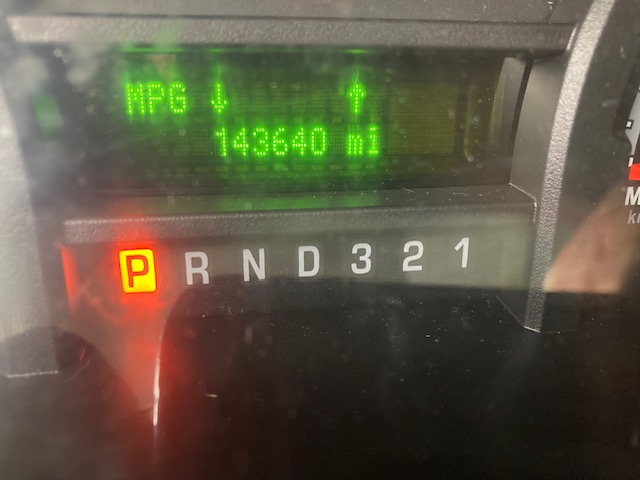 MPG ↓ ↑
143640 mi
P R N D 3 2 1
M